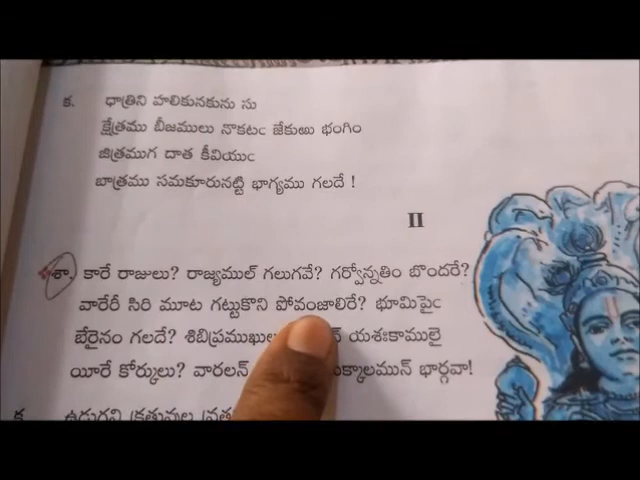 క. ధాత్రిని హలికునకును సు
క్షేత్రము బీజములు నొకటఁ జేకుఱు భంగిం
జిత్రముగ దాత కీవియుఁ
బాత్రము సమకూరునట్టి భాగ్యము గలదే !
II
శా. కారే రాజులు? రాజ్యముల్ గలుగవే? గర్వోన్నతిం బొందరే?
వారేరీ సిరి మూట గట్టుకొని పోవంజాలిరే? భూమిపైఁ
బేరైనం గలదే? శిబిప్రముఖు యశఃకాములై
యీరే కోర్కులు? వారలన్ భార్గవా!